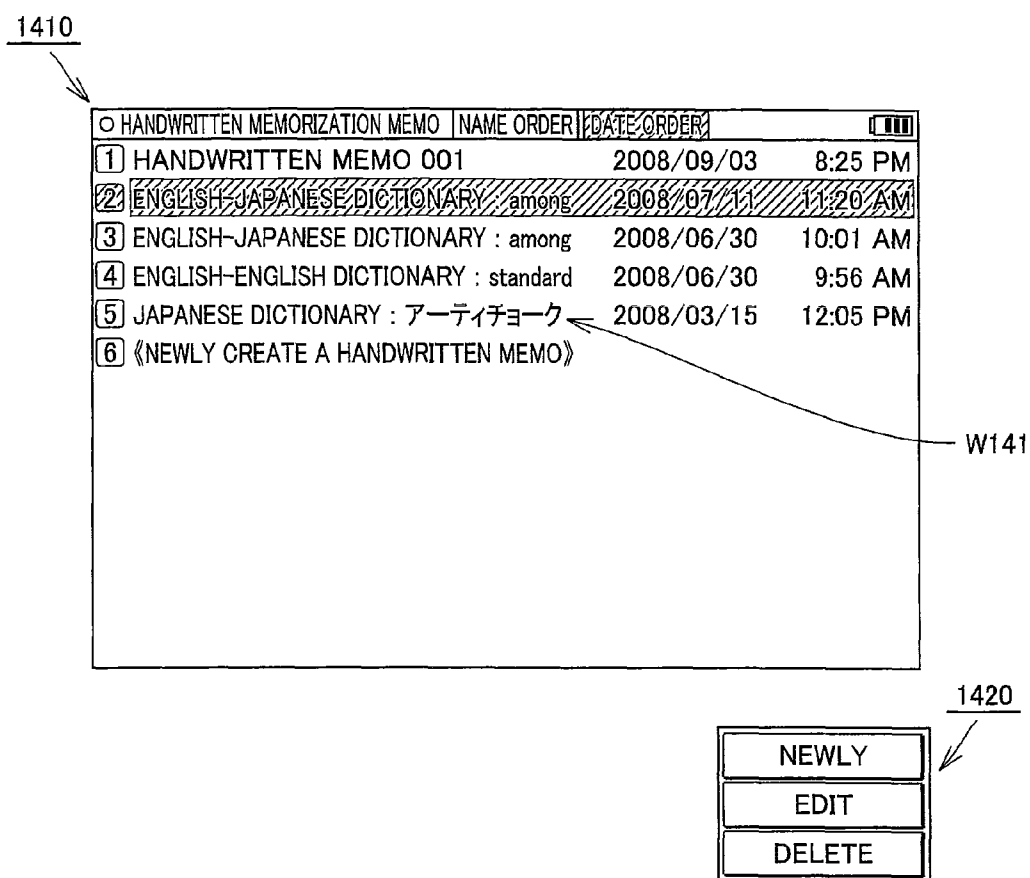 1410
○ HANDWRITTEN MEMORIZATION MEMO NAME ORDER DATE ORDER
1 HANDWRITTEN MEMO 001 2008/09/03 8:25 PM
2 ENGLISH-JAPANESE DICTIONARY : among 2008/07/11 11:20 AM
3 ENGLISH-JAPANESE DICTIONARY : among 2008/06/30 10:01 AM
4 ENGLISH-ENGLISH DICTIONARY : standard 2008/06/30 9:56 AM
5 JAPANESE DICTIONARY : アーティチョーク 2008/03/15 12:05 PM
6 《NEWLY CREATE A HANDWRITTEN MEMO》
W141
1420
NEWLY
EDIT
DELETE